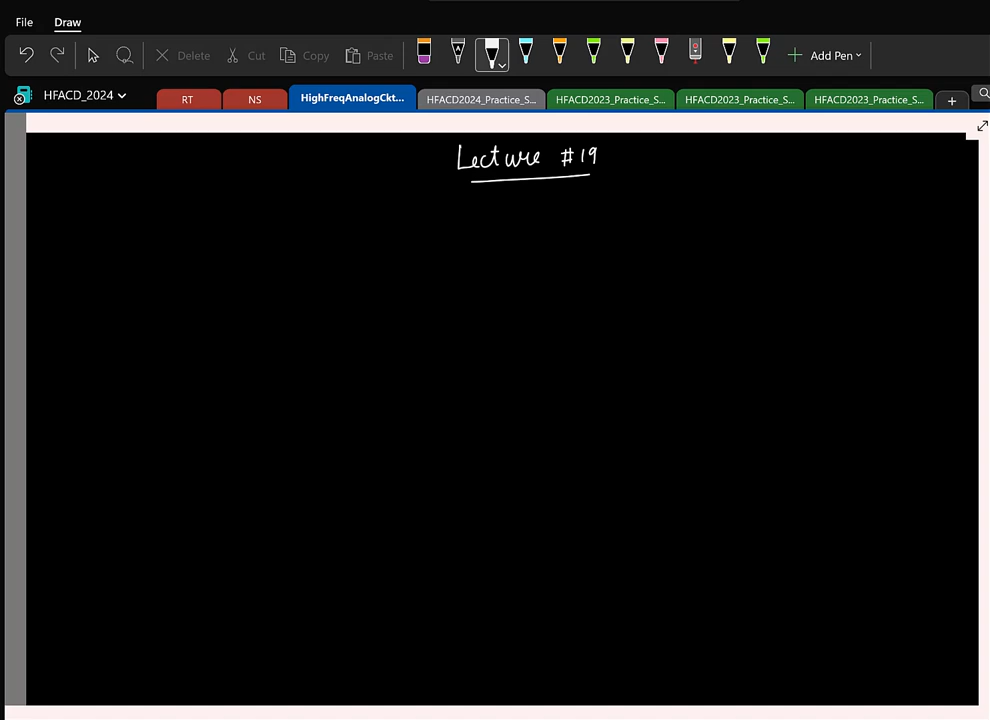 File Draw
Delete Cut Copy Paste A Add Pen
HFACD_2024 RT NS HighFreqAnalogCkt... HFACD2024_Practice_S... HFACD2023_Practice_S... HFACD2023_Practice_S... HFACD2023_Practice_S...
Lecture #19